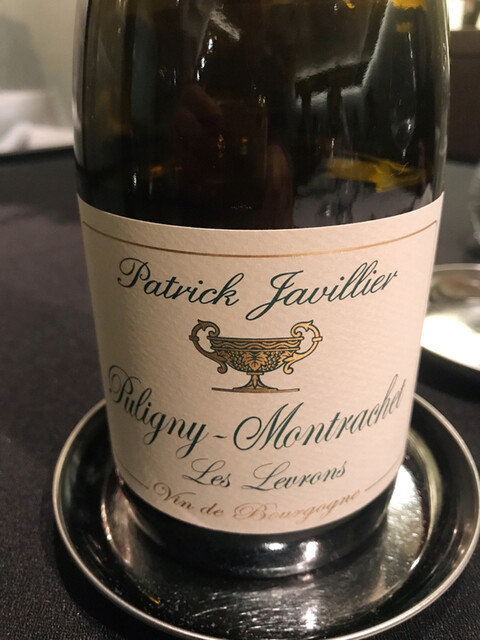 Patrick Javillier
Puligny-Montrachet
Les Levrons
Vin de Bourgogne